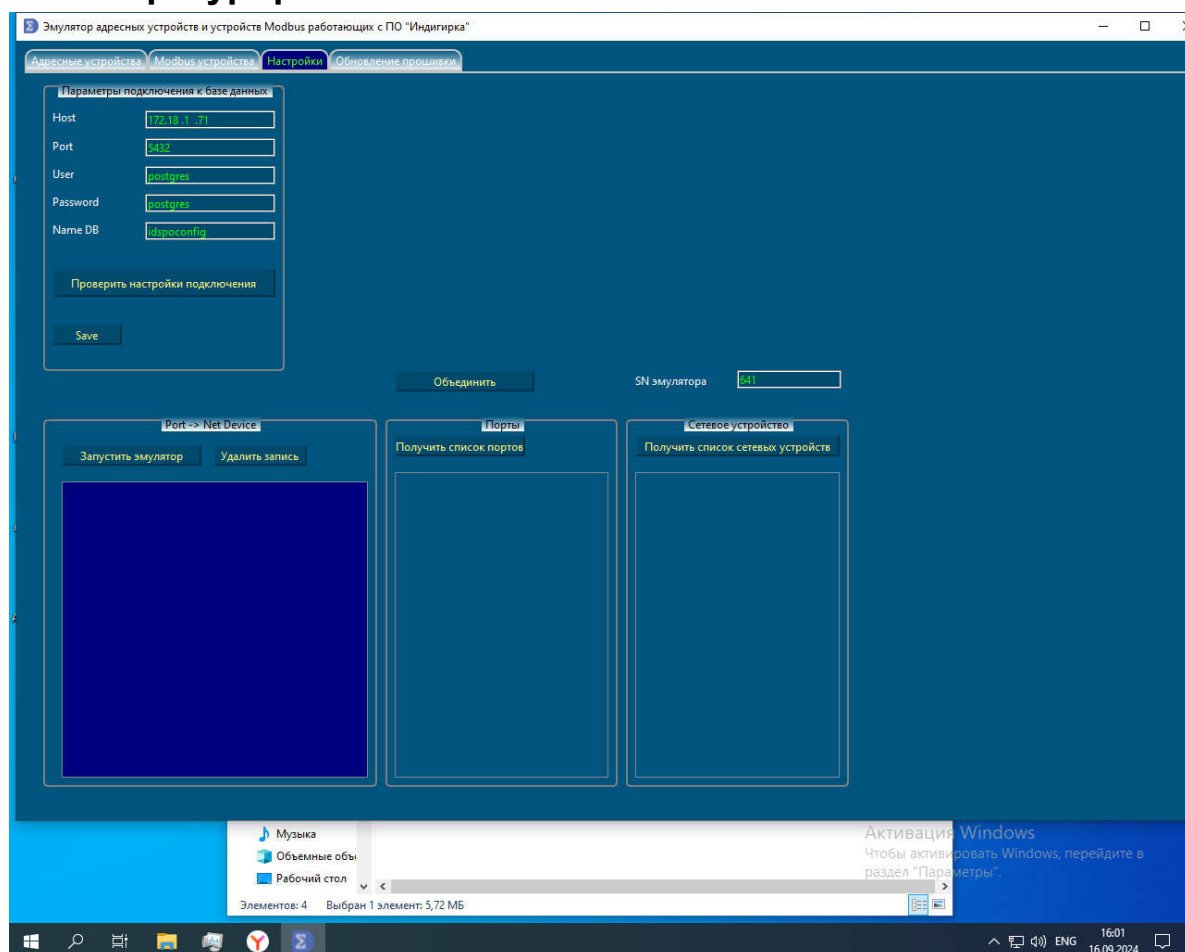 Эмулятор адресных устройств и устройств Modbus работающих с ПО "Индигирка"
Адресные устройства Modbus устройства Настройки Обновление прошивки
Параметры подключения к базе данных
Host 172.18 .1 .71
Port 5432
User postgres
Password postgres
Name DB idspoconfig
Проверить настройки подключения
Save
Объединить SN эмулятора 641
Port -> Net Device Порты Сетевое устройство
Запустить эмулятор Удалить запись Получить список портов Получить список сетевых устройств
Музыка
Объемные объ
Рабочий стол
Элементов: 4 Выбран 1 элемент: 5,72 МБ
Активация Windows
Чтобы активировать Windows, перейдите в
раздел "Параметры".
ENG 16:01
16.09.2024